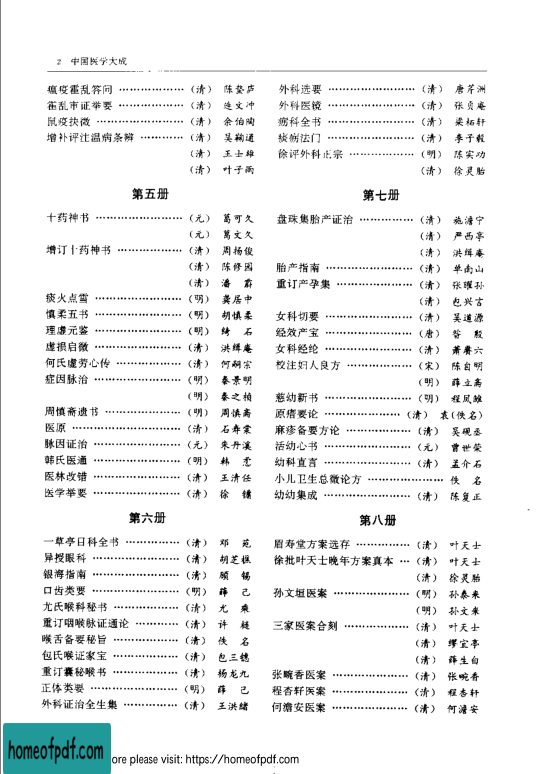 2 中国医学大成
瘟疫霍乱答问 ……………… (清) 陈蛰庐
霍乱审证举要 ……………… (清) 连文冲
鼠疫抉微 ……………… (清) 余伯陶
增补评注温病条辨 ………… (清) 吴鞠通
(清) 王士雄
(清) 叶子雨
第五册
十药神书 ……………… (元) 葛可久
(元) 葛文久
增订十药神书 ……………… (清) 周扬俊
(清) 陈修园
(清) 潘霨
痰火点雪 ……………… (明) 龚居中
慎柔五书 ……………… (明) 胡慎柔
理虚元鉴 ……………… (明) 绮石
虚损启微 ……………… (清) 洪缉庵
何氏虚劳心传 ……………… (清) 何嗣宗
症因脉治 ……………… (明) 秦景明
(明) 秦之桢
周慎斋遗书 ……………… (明) 周慎斋
医原 ……………… (清) 石寿棠
脉因证治 ……………… (元) 朱丹溪
韩氏医通 ……………… (明) 韩悫
医林改错 ……………… (清) 王清任
医学举要 ……………… (清) 徐镛
第六册
一草亭目科全书 …………… (清) 邓苑
异授眼科 ……………… (清) 胡芝樵
银海指南 ……………… (清) 顾锡
口齿类要 ……………… (明) 薛己
尤氏喉科秘书 ……………… (清) 尤乘
重订咽喉脉证通论 ………… (清) 许梿
喉舌备要秘旨 ……………… (清) 佚名
包氏喉证家宝 ……………… (清) 包三鏸
重订囊秘喉书 ……………… (清) 杨龙九
正体类要 ……………… (明) 薛己
外科证治全生集 …………… (清) 王洪绪
外科选要 ……………… (清) 唐芹洲
外科医镜 ……………… (清) 张贞庵
疡科全书 ……………… (清) 梁柘轩
痰疬法门 ……………… (清) 李子毅
徐评外科正宗 ……………… (明) 陈实功
(清) 徐灵胎
第七册
盘珠集胎产证治 …………… (清) 施澹宁
(清) 严西亭
(清) 洪缉庵
胎产指南 ……………… (清) 单南山
重订产孕集 ……………… (清) 张曜孙
(清) 包兴言
女科切要 ……………… (清) 吴道源
经效产宝 ……………… (唐) 昝殷
女科经纶 ……………… (清) 萧赓六
校注妇人良方 ……………… (宋) 陈自明
(明) 薛立斋
慈幼新书 ……………… (明) 程凤雏
原瘄要论 ……………… (清) 袁(佚名)
麻疹备要方论 ……………… (清) 吴砚丞
活幼心书 ……………… (元) 曹世荣
幼科直言 ……………… (清) 孟介石
小儿卫生总微论方 ……………… 佚名
幼幼集成 ……………… (清) 陈复正
第八册
眉寿堂方案选存 …………… (清) 叶天士
徐批叶天士晚年方案真本 … (清) 叶天士
(清) 徐灵胎
孙文垣医案 ……………… (明) 孙泰来
(明) 孙文来
三家医案合刻 ……………… (清) 叶天士
(清) 缪宜亭
(清) 薛生白
张畹香医案 ……………… (清) 张畹香
程杏轩医案 ……………… (清) 程杏轩
何澹安医案 ……………… (清) 何澹安
homeofpdf.com
ore please visit: https://homeofpdf.com